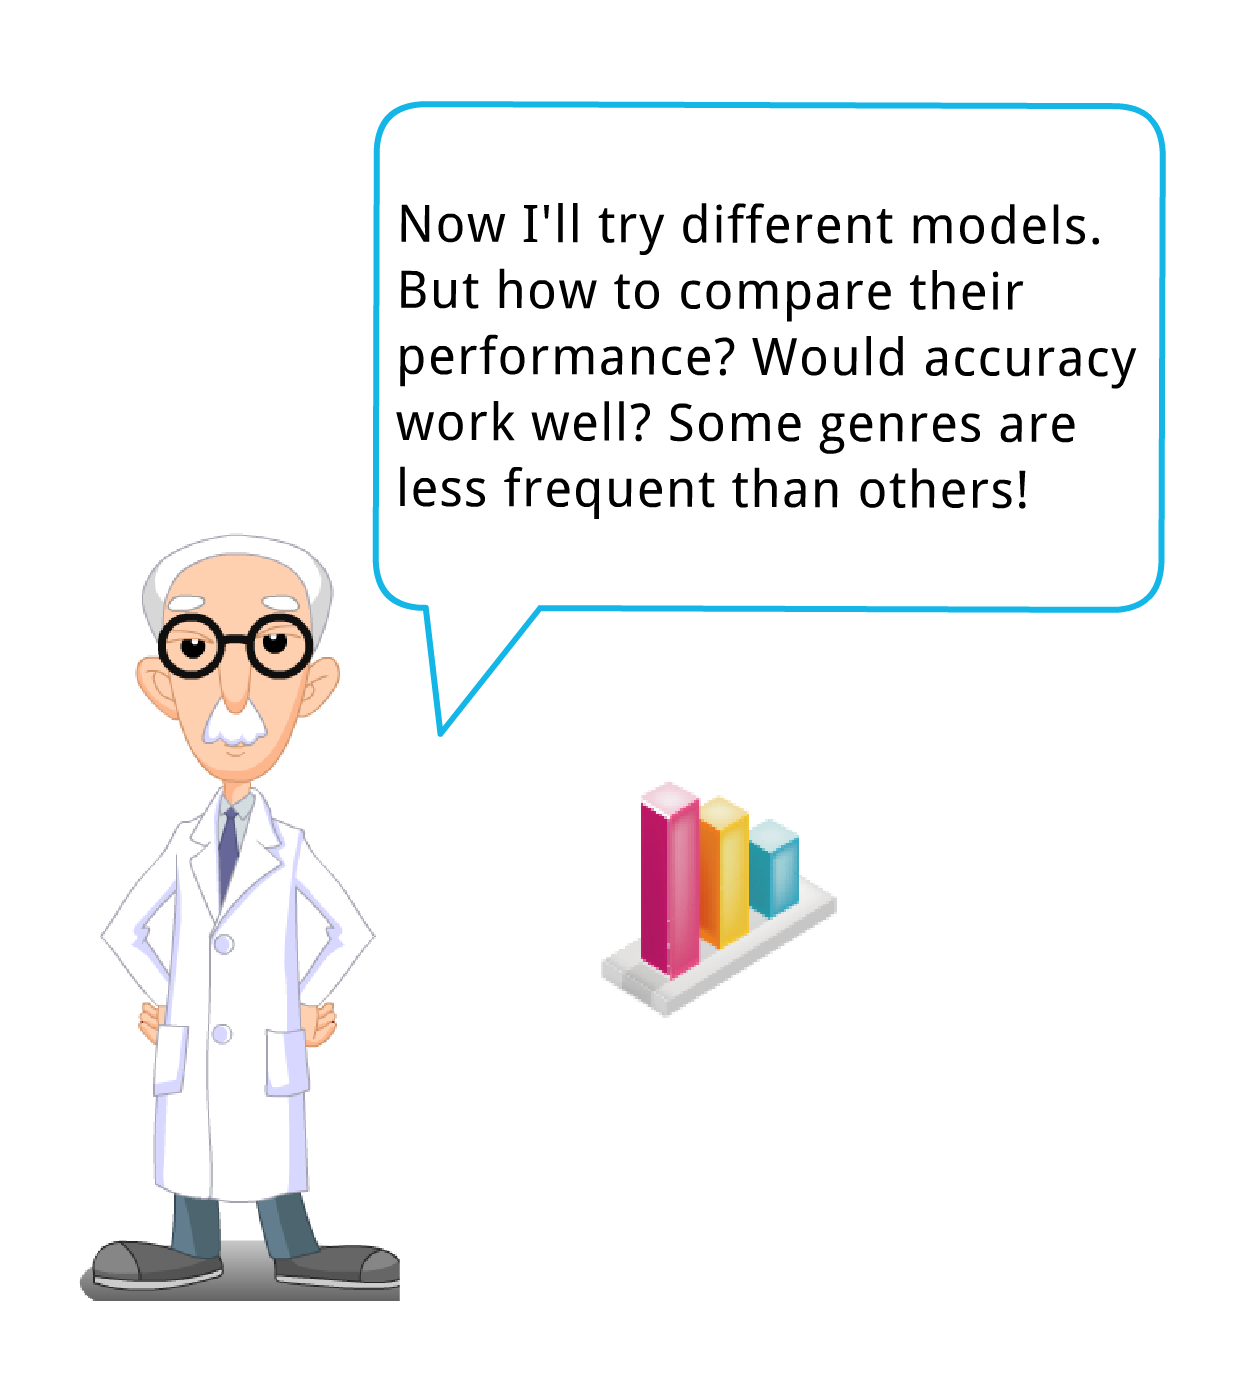 Now I'll try different models.
But how to compare their
performance? Would accuracy
work well? Some genres are
less frequent than others!